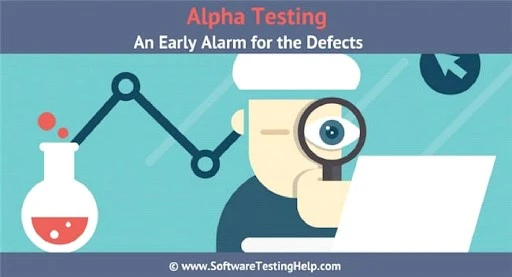 Alpha Testing
An Early Alarm for the Defects
© www.SoftwareTestingHelp.com